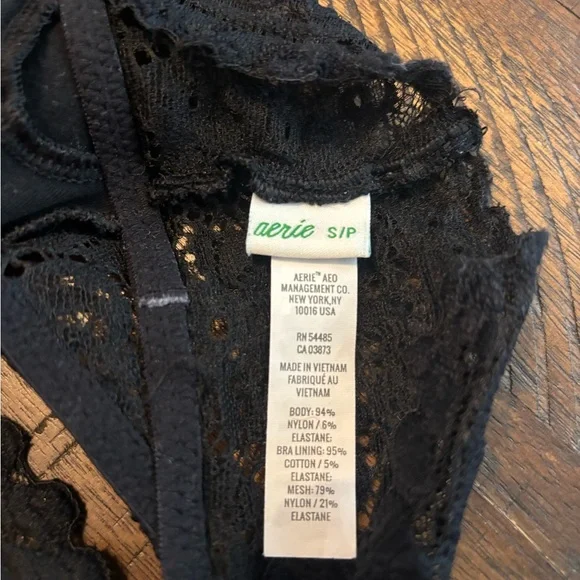 aerie S/P
AERIE™ AEO
MANAGEMENT CO.
NEW YORK,NY
10016 USA
RN 54485
CA 03873
MADE IN VIETNAM
FABRIQUÉ AU
VIETNAM
BODY: 94%
NYLON / 6%
ELASTANE;
BRA LINING: 95%
COTTON / 5%
ELASTANE;
MESH: 79%
NYLON / 21%
ELASTANE